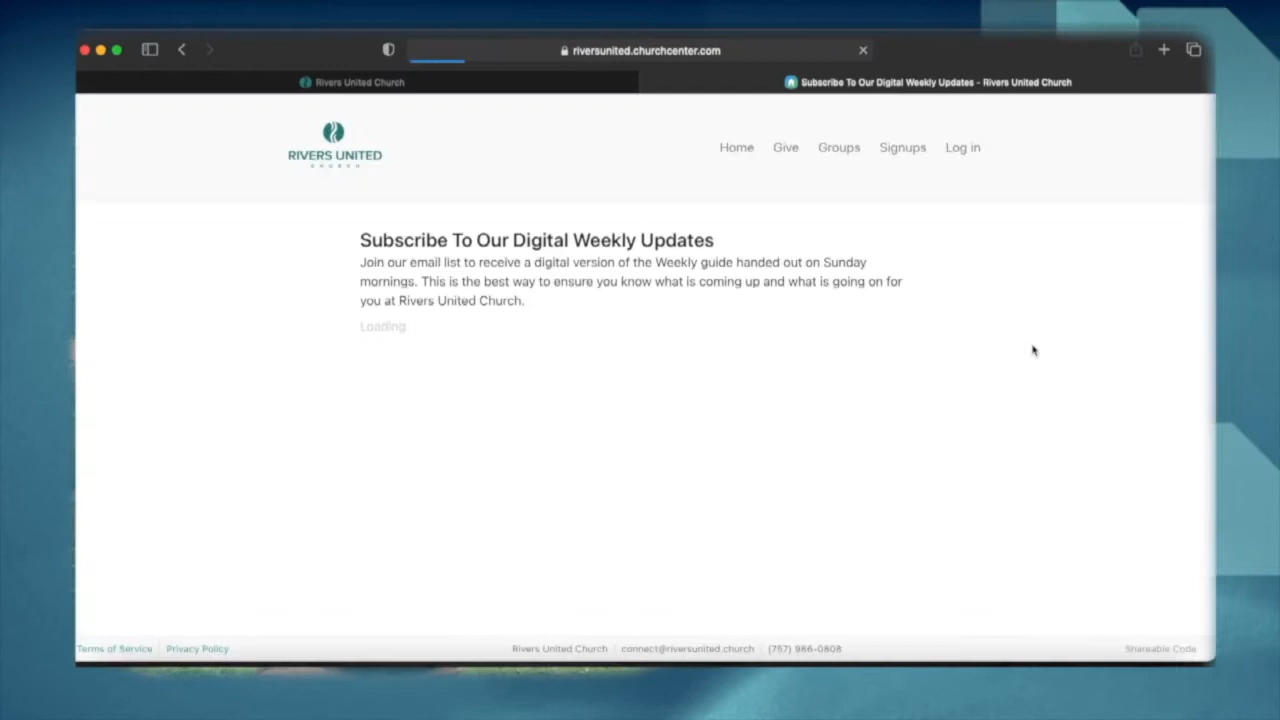 riversunited.churchcenter.com
Rivers United Church
Subscribe To Our Digital Weekly Updates - Rivers United Church
RIVERS UNITED
CHURCH
Home Give Groups Signups Log in
Subscribe To Our Digital Weekly Updates
Join our email list to receive a digital version of the Weekly guide handed out on Sunday
mornings. This is the best way to ensure you know what is coming up and what is going on for
you at Rivers United Church.
Loading
Terms of Service Privacy Policy Rivers United Church connect@riversunited.church (757) 986-0808 Shareable Code